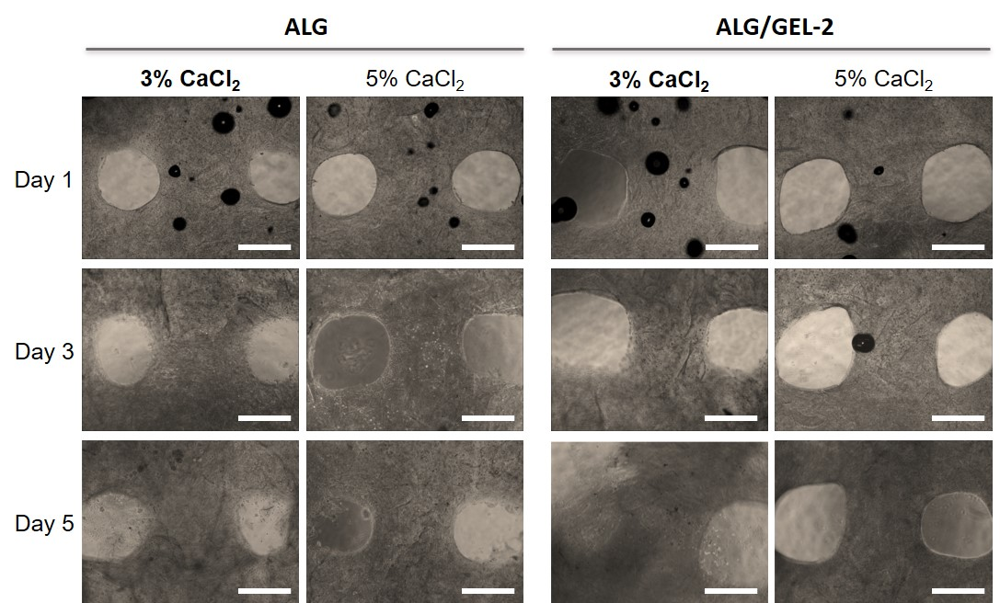 ALG ALG/GEL-2
3% CaCl₂ 5% CaCl₂ 3% CaCl₂ 5% CaCl₂
Day 1
Day 3
Day 5